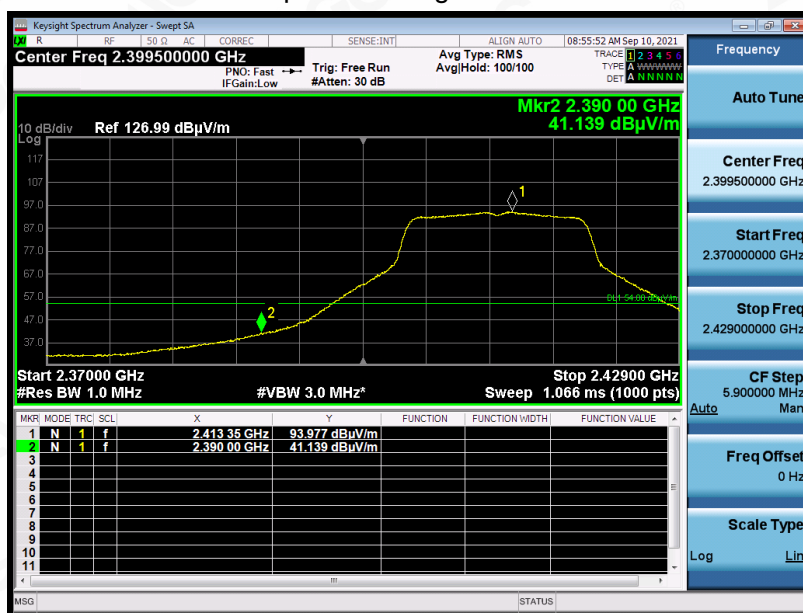 Keysight Spectrum Analyzer - Swept SA
LXI R RF 50 Ω AC CORREC SENSE:INT ALIGN AUTO 08:55:52 AM Sep 10, 2021
Center Freq 2.399500000 GHz
PNO: Fast
IFGain:Low
Trig: Free Run
#Atten: 30 dB
Avg Type: RMS
Avg|Hold: 100/100
TRACE 1 2 3 4 5 6
TYPE A WWWWW
DET A N N N N N
Mkr2 2.390 00 GHz
41.139 dBµV/m
10 dB/div Ref 126.99 dBµV/m
Log
117
107
97.0
87.0
77.0
67.0
57.0
47.0
37.0
1
2
DL1 54.00 dBµV/m
Start 2.37000 GHz Stop 2.42900 GHz
#Res BW 1.0 MHz #VBW 3.0 MHz* Sweep 1.066 ms (1000 pts)
MKR MODE TRC SCL X Y FUNCTION FUNCTION WIDTH FUNCTION VALUE
1 N 1 f 2.413 35 GHz 93.977 dBµV/m
2 N 1 f 2.390 00 GHz 41.139 dBµV/m
3
4
5
6
7
8
9
10
11
MSG STATUS
Frequency
Auto Tune
Center Freq
2.399500000 GHz
Start Freq
2.370000000 GHz
Stop Freq
2.429000000 GHz
CF Step
5.900000 MHz
Auto Man
Freq Offset
0 Hz
Scale Type
Log Lin